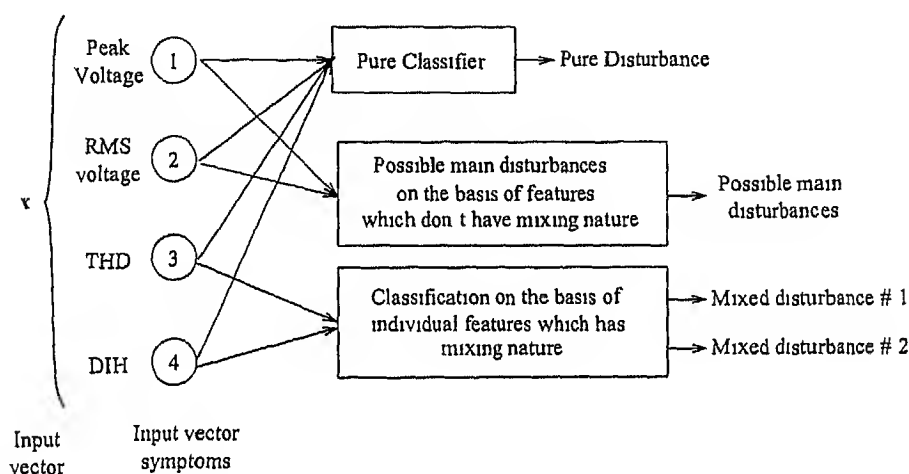 Peak
Voltage
1
Pure Classifier
Pure Disturbance
RMS
voltage
2
Possible main disturbances
on the basis of features
which don t have mixing nature
Possible main
disturbances
x
THD
3
Classification on the basis of
individual features which has
mixing nature
Mixed disturbance # 1
Mixed disturbance # 2
DIH
4
Input
vector
Input vector
symptoms